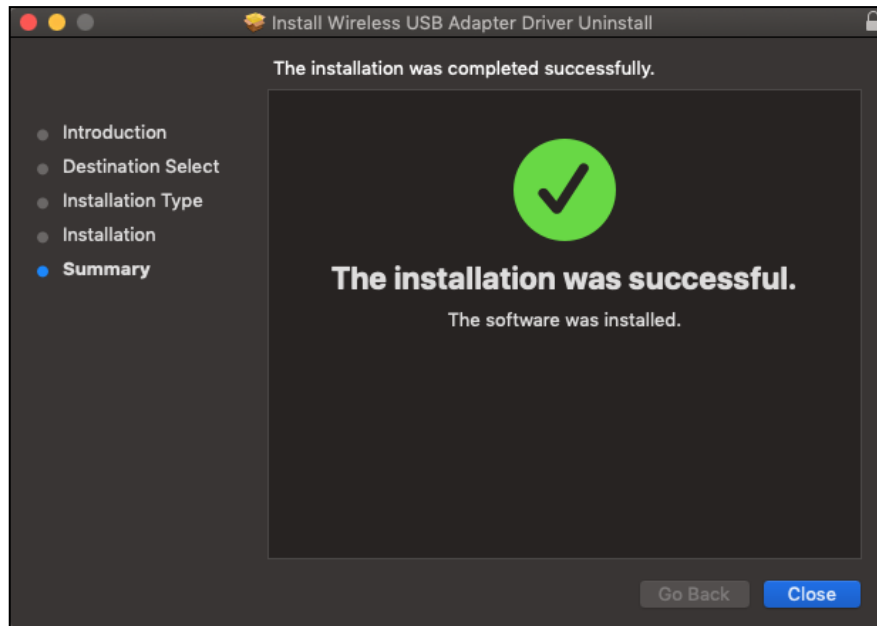 Install Wireless USB Adapter Driver Uninstall
The installation was completed successfully.
Introduction
Destination Select
Installation Type
Installation
Summary
The installation was successful.
The software was installed.
Go Back
Close